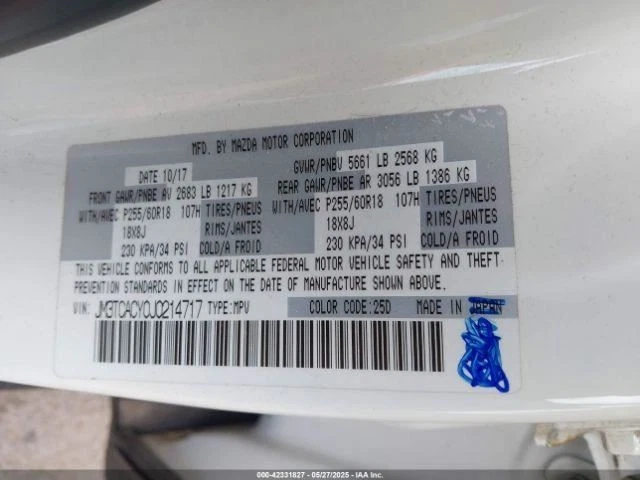 MFD. BY MAZDA MOTOR CORPORATION
DATE 10/17 GVWR/PNBV 5661 LB 2568 KG
FRONT GAWR/PNBE AV 2683 LB 1217 KG REAR GAWR/PNBE AR 3056 LB 1386 KG
WITH/AVEC P255/60R18 107H TIRES/PNEUS WITH/AVEC P255/60R18 107H TIRES/PNEUS
18X8J RIMS/JANTES 18X8J RIMS/JANTES
230 KPA/34 PSI COLD/A FROID 230 KPA/34 PSI COLD/A FROID
THIS VEHICLE CONFORMS TO ALL APPLICABLE FEDERAL MOTOR VEHICLE SAFETY AND THEFT
PREVENTION STANDARDS IN EFFECT ON THE DATE OF MANUFACTURE SHOWN ABOVE.
VIN: JM3TCACY0J0214717 TYPE:MPV COLOR CODE:25D MADE IN JAPAN
000-42331827 - 05/27/2025 - IAAI.COM